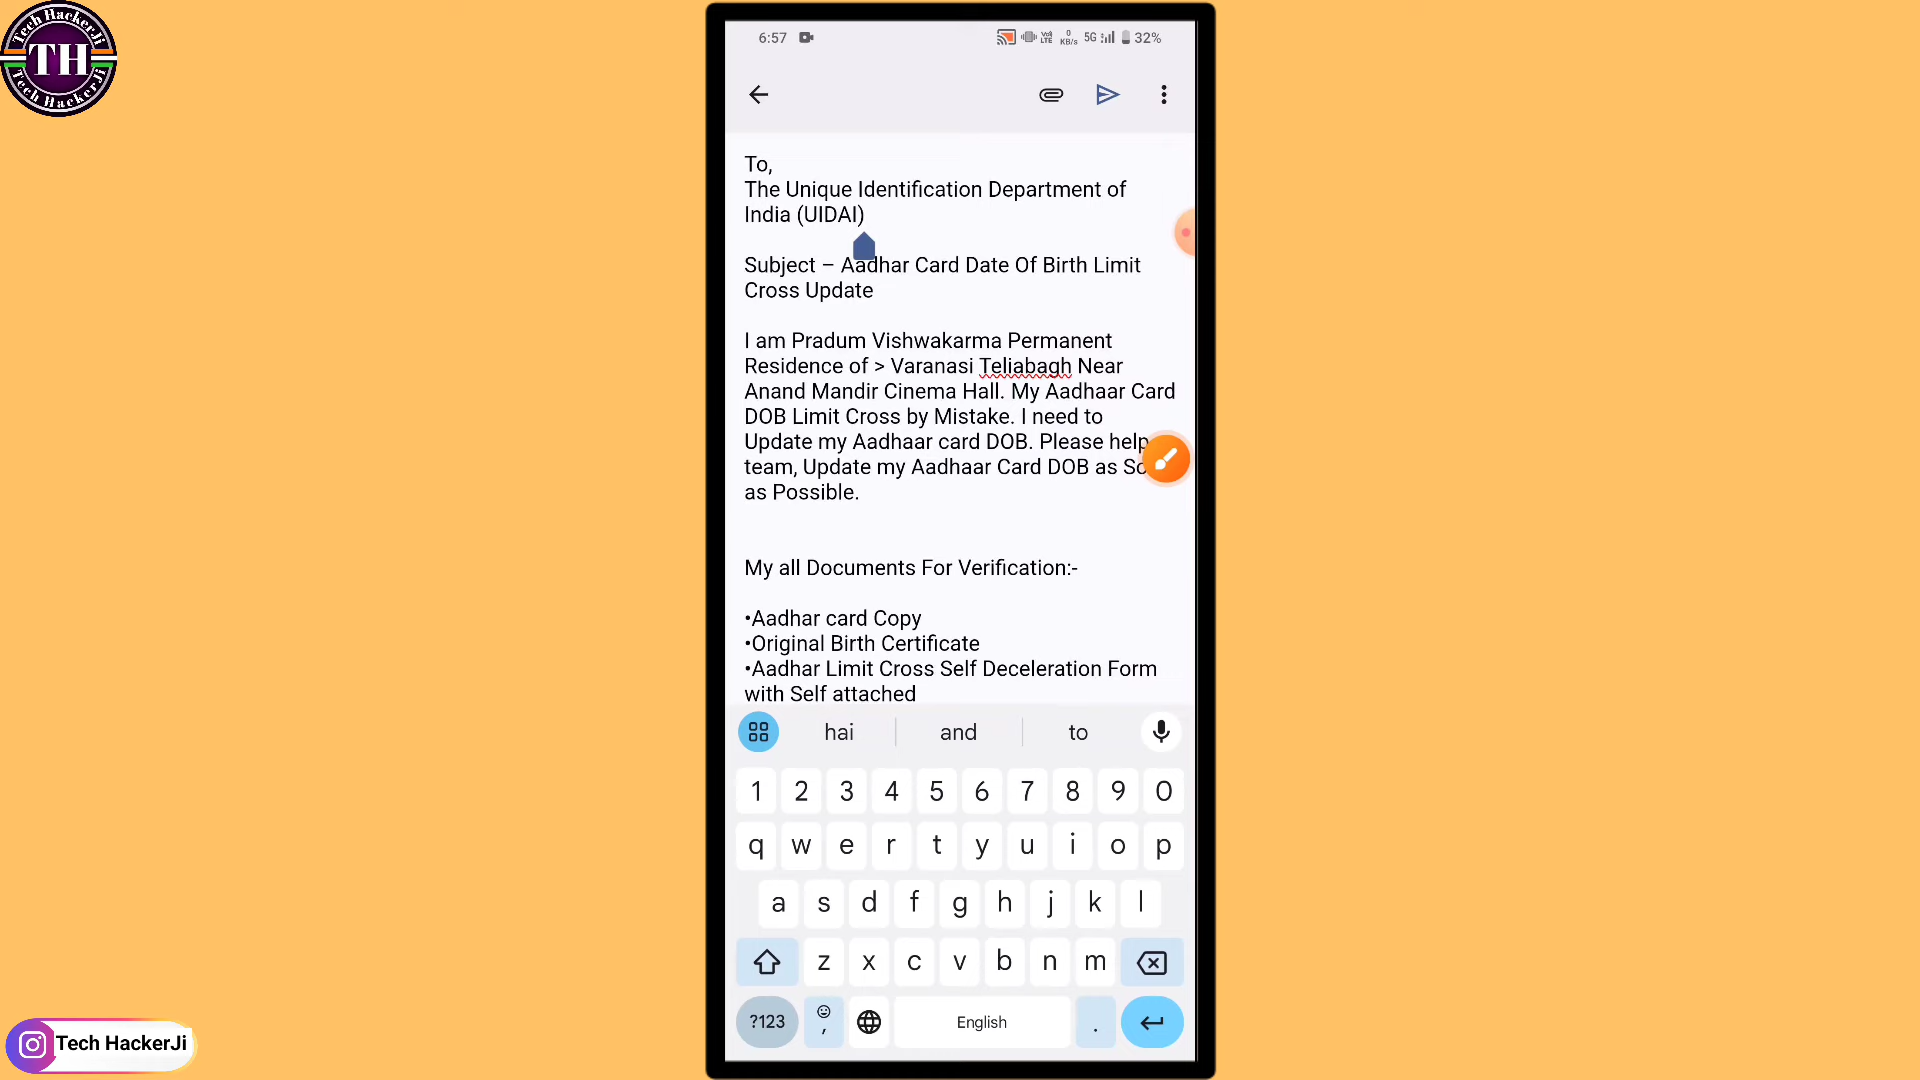 Tech HackerJi
TH
Tech HackerJi
6:57
Vo)
LTE
0
KB/s
5G
32%
To,
The Unique Identification Department of
India (UIDAI)
Subject – Aadhar Card Date Of Birth Limit
Cross Update
I am Pradum Vishwakarma Permanent
Residence of > Varanasi Teliabagh Near
Anand Mandir Cinema Hall. My Aadhaar Card
DOB Limit Cross by Mistake. I need to
Update my Aadhaar card DOB. Please help
team, Update my Aadhaar Card DOB as
as Possible.
My all Documents For Verification:-
•Aadhar card Copy
•Original Birth Certificate
•Aadhar Limit Cross Self Deceleration Form
with Self attached
hai and to
1 2 3 4 5 6 7 8 9 0
q w e r t y u i o p
a s d f g h j k l
z x c v b n m
?123 , English .
Tech HackerJi